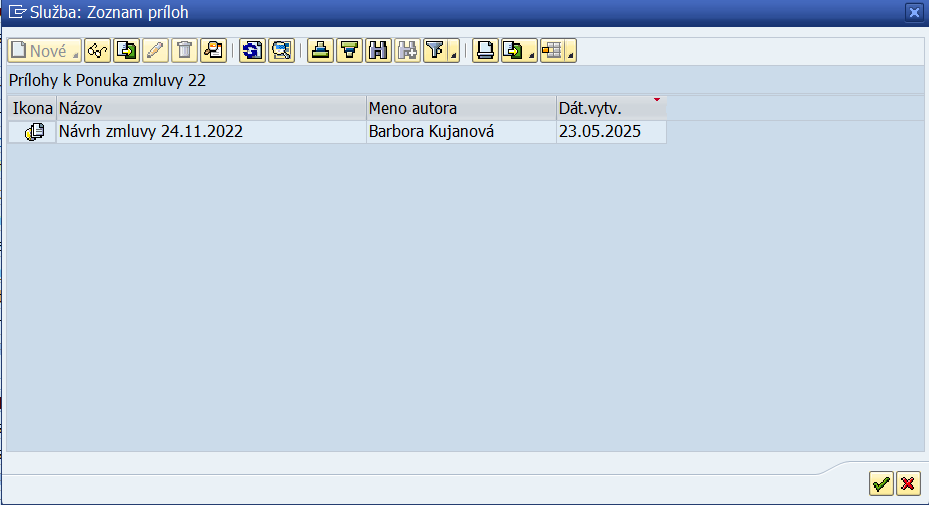 Služba: Zoznam príloh
Nové
Prílohy k Ponuka zmluvy 22
Ikona Názov Meno autora Dát.vytv.
Návrh zmluvy 24.11.2022 Barbora Kujanová 23.05.2025